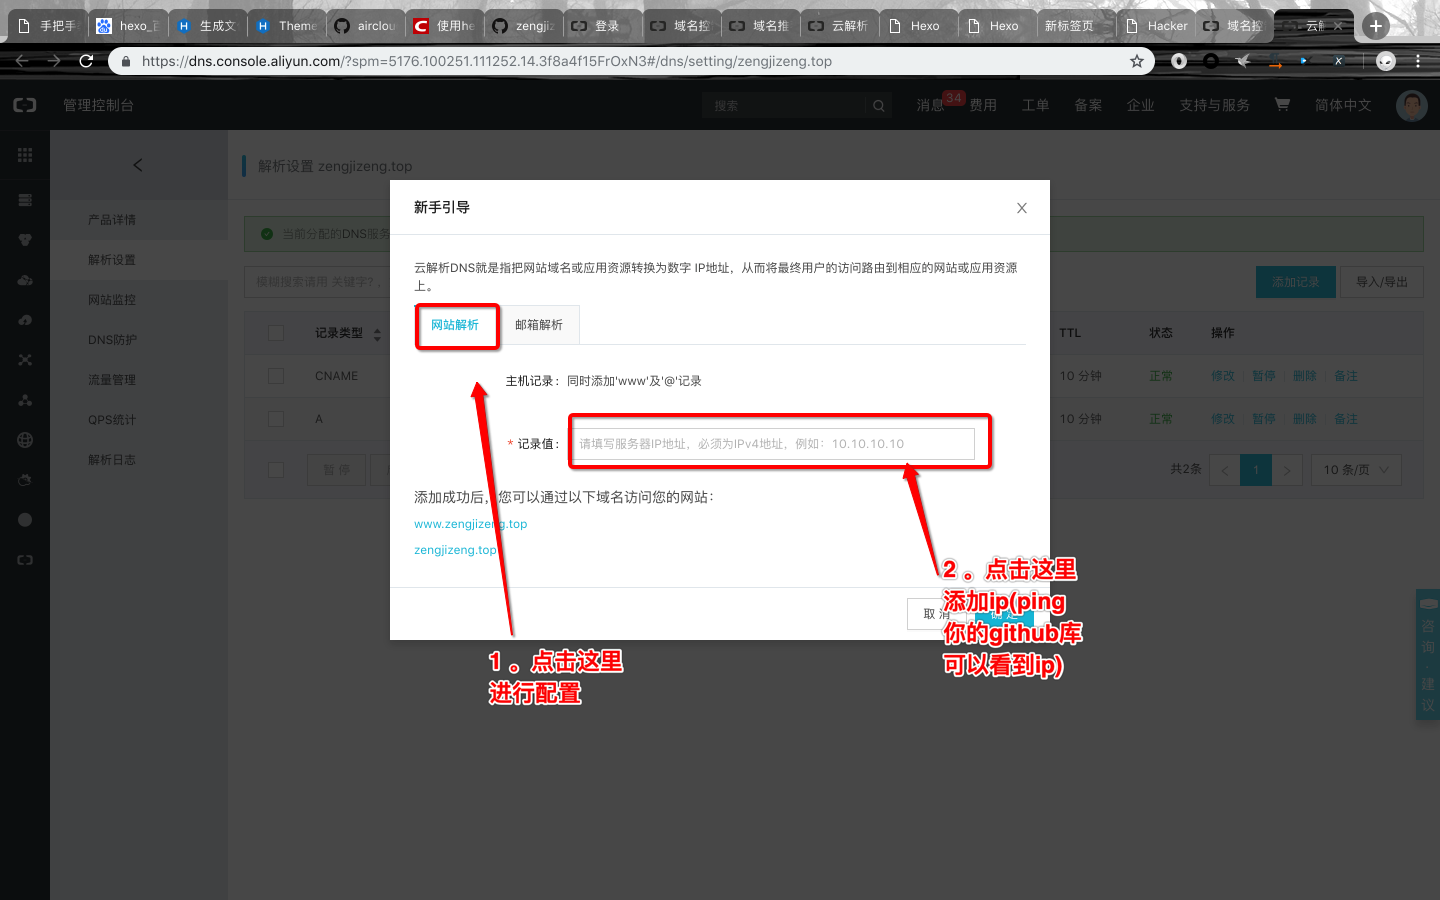 手把手
hexo_百
生成文
Theme
airclou
使用he
zengjiz
登录
域名控
域名推
云解析
Hexo
Hexo
新标签页
Hacker
域名控
云解
https://dns.console.aliyun.com/?spm=5176.100251.111252.14.3f8a4f15FrOxN3#/dns/setting/zengjizeng.top
管理控制台
搜索
消息 34 费用 工单 备案 企业 支持与服务 简体中文
解析设置 zengjizeng.top
产品详情
解析设置
网站监控
DNS防护
流量管理
QPS统计
解析日志
当前分配的DNS服务
模糊搜索请用 关键字?,
添加记录 导入/导出
记录类型 TTL 状态 操作
CNAME 10 分钟 正常 修改 暂停 删除 备注
A 10 分钟 正常 修改 暂停 删除 备注
暂 停
共2条 1 10 条/页
新手引导
云解析DNS就是指把网站域名或应用资源转换为数字 IP地址，从而将最终用户的访问路由到相应的网站或应用资源
上。
网站解析 邮箱解析
主机记录：同时添加'www'及'@'记录
* 记录值：请填写服务器IP地址，必须为IPv4地址，例如：10.10.10.10
添加成功后，您可以通过以下域名访问您的网站：
www.zengjizeng.top
zengjizeng.top
取 消
确 定
1 。点击这里
进行配置
2 。点击这里
添加ip(ping
你的github库
可以看到ip)
咨询·建议